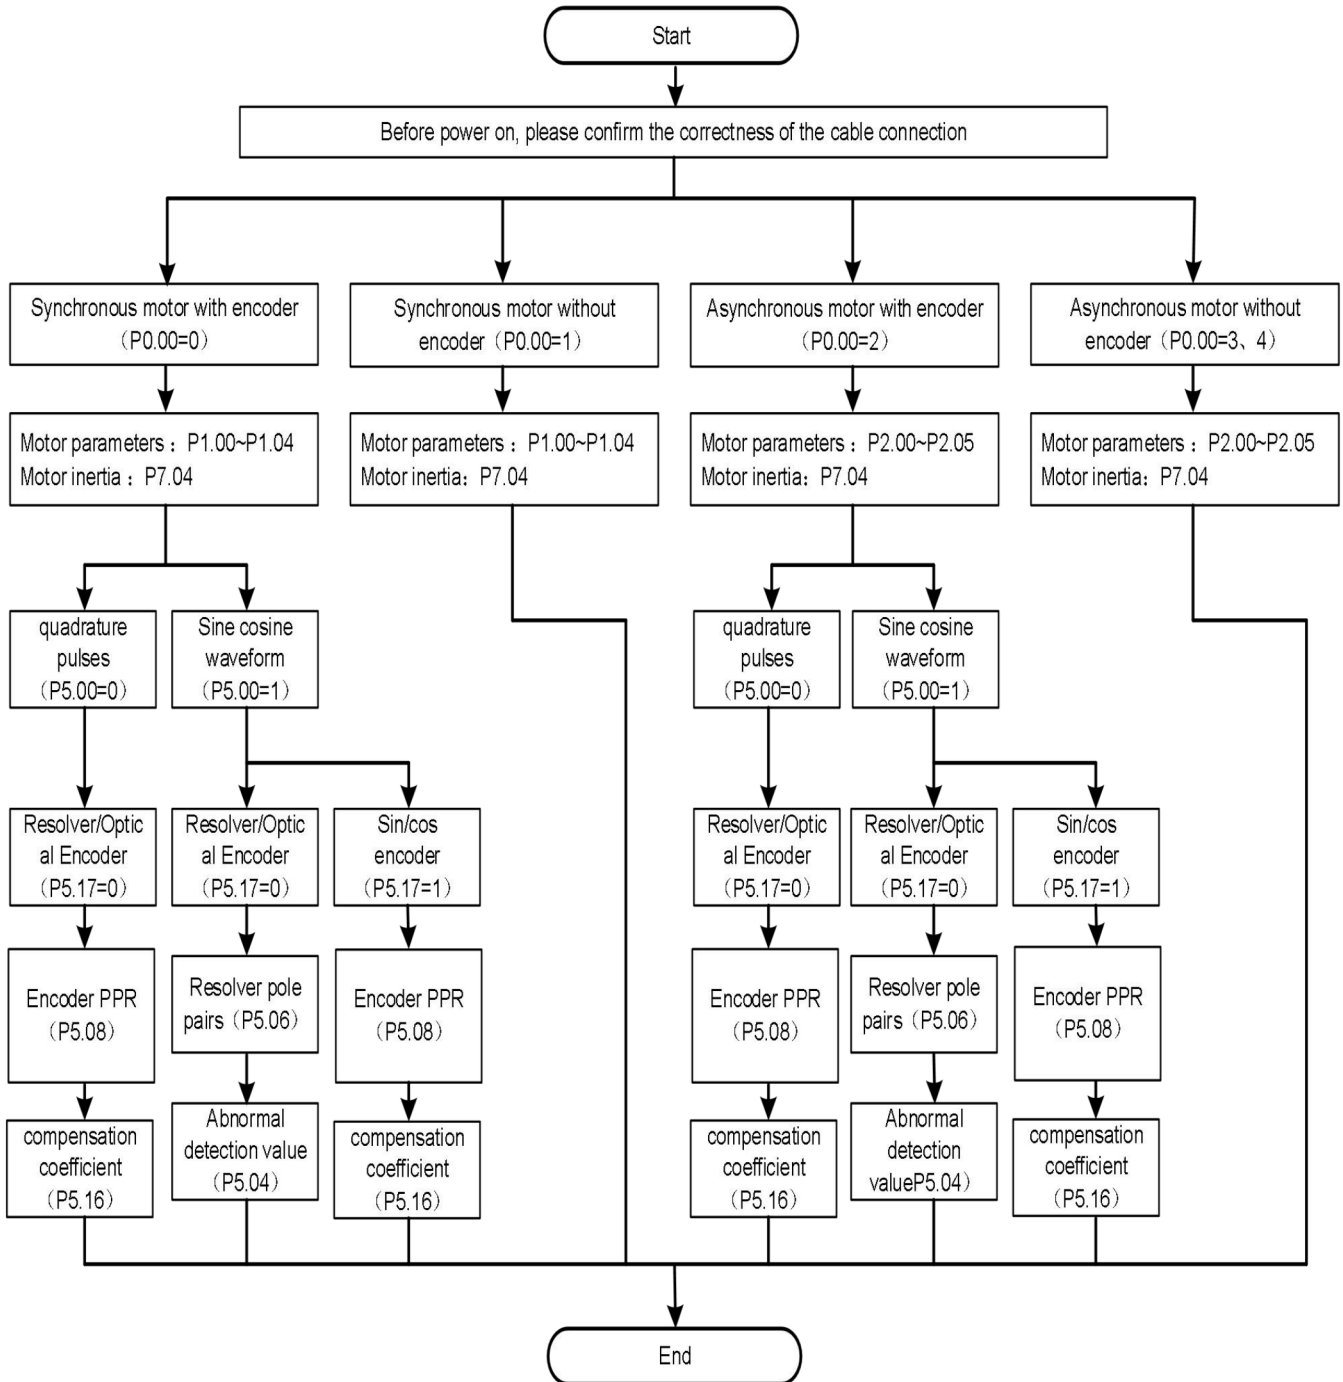 Start
Before power on, please confirm the correctness of the cable connection
Synchronous motor with encoder
（P0.00=0）
Synchronous motor without
encoder（P0.00=1）
Asynchronous motor with encoder
（P0.00=2）
Asynchronous motor without
encoder（P0.00=3、4）
Motor parameters： P1.00~P1.04
Motor inertia： P7.04
Motor parameters： P1.00~P1.04
Motor inertia：P7.04
Motor parameters： P2.00~P2.05
Motor inertia：P7.04
Motor parameters： P2.00~P2.05
Motor inertia：P7.04
quadrature
pulses
（P5.00=0）
Sine cosine
waveform
（P5.00=1）
quadrature
pulses
（P5.00=0）
Sine cosine
waveform
（P5.00=1）
Resolver/Optic
al Encoder
（P5.17=0）
Resolver/Optic
al Encoder
（P5.17=0）
Sin/cos
encoder
（P5.17=1）
Resolver/Optic
al Encoder
（P5.17=0）
Resolver/Optic
al Encoder
（P5.17=0）
Sin/cos
encoder
（P5.17=1）
Encoder PPR
（P5.08）
Resolver pole
pairs（P5.06）
Encoder PPR
（P5.08）
Encoder PPR
（P5.08）
Resolver pole
pairs（P5.06）
Encoder PPR
（P5.08）
compensation
coefficient
（P5.16）
Abnormal
detection value
（P5.04）
compensation
coefficient
（P5.16）
compensation
coefficient
（P5.16）
Abnormal
detection
valueP5.04）
compensation
coefficient
（P5.16）
End